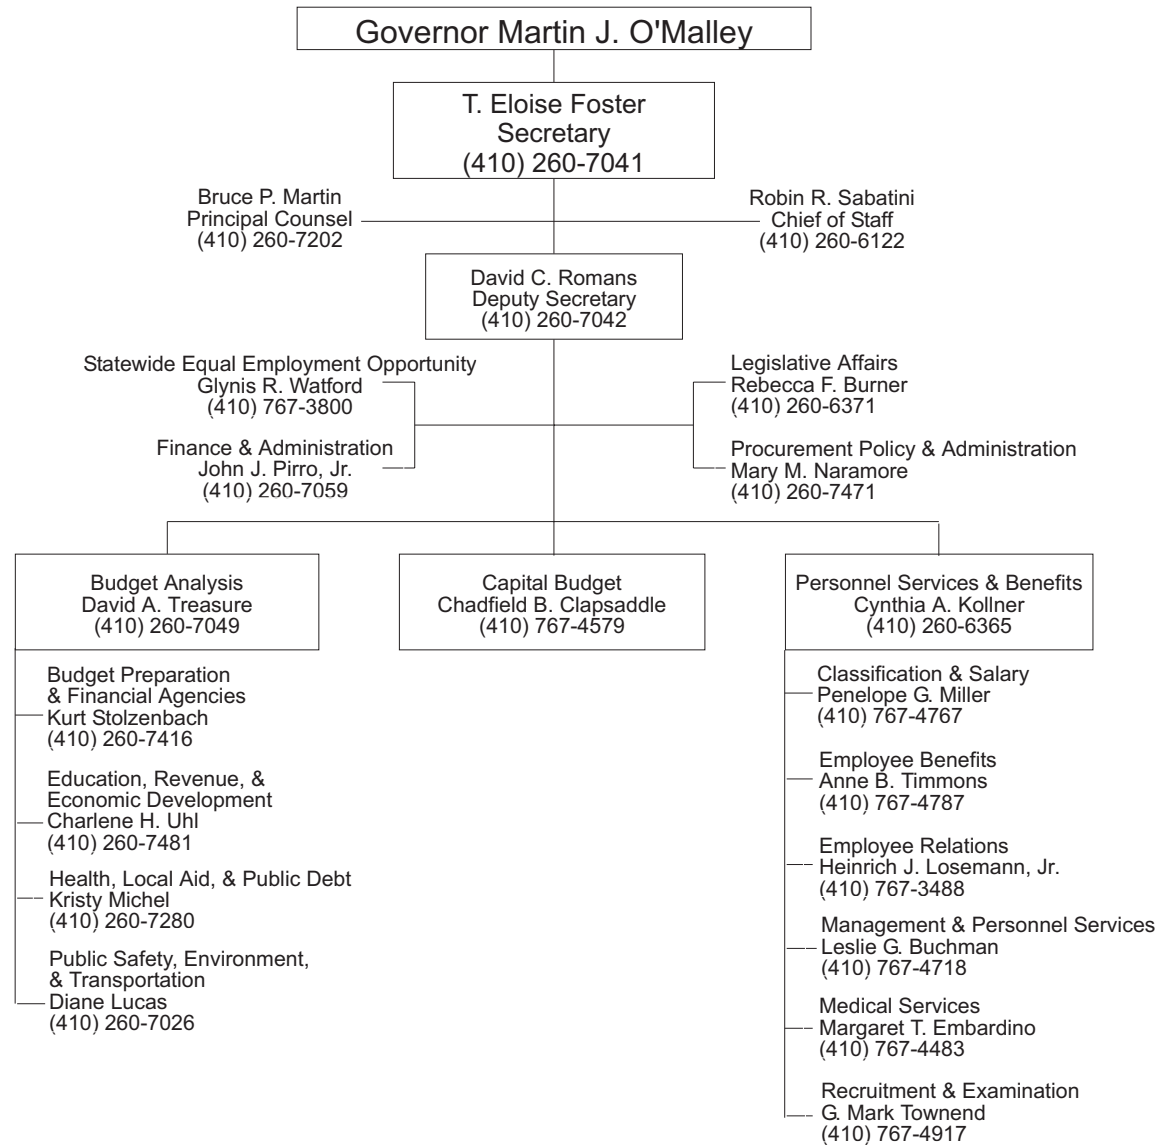 Governor Martin J. O'Malley
T. Eloise Foster
Secretary
(410) 260-7041
Bruce P. Martin
Principal Counsel
(410) 260-7202
Robin R. Sabatini
Chief of Staff
(410) 260-6122
David C. Romans
Deputy Secretary
(410) 260-7042
Statewide Equal Employment Opportunity
Glynis R. Watford
(410) 767-3800
Legislative Affairs
Rebecca F. Burner
(410) 260-6371
Finance & Administration
John J. Pirro, Jr.
(410) 260-7059
Procurement Policy & Administration
Mary M. Naramore
(410) 260-7471
Budget Analysis
David A. Treasure
(410) 260-7049
Capital Budget
Chadfield B. Clapsaddle
(410) 767-4579
Personnel Services & Benefits
Cynthia A. Kollner
(410) 260-6365
Budget Preparation
& Financial Agencies
Kurt Stolzenbach
(410) 260-7416
Education, Revenue, &
Economic Development
Charlene H. Uhl
(410) 260-7481
Health, Local Aid, & Public Debt
Kristy Michel
(410) 260-7280
Public Safety, Environment,
& Transportation
Diane Lucas
(410) 260-7026
Classification & Salary
Penelope G. Miller
(410) 767-4767
Employee Benefits
Anne B. Timmons
(410) 767-4787
Employee Relations
Heinrich J. Losemann, Jr.
(410) 767-3488
Management & Personnel Services
Leslie G. Buchman
(410) 767-4718
Medical Services
Margaret T. Embardino
(410) 767-4483
Recruitment & Examination
G. Mark Townend
(410) 767-4917